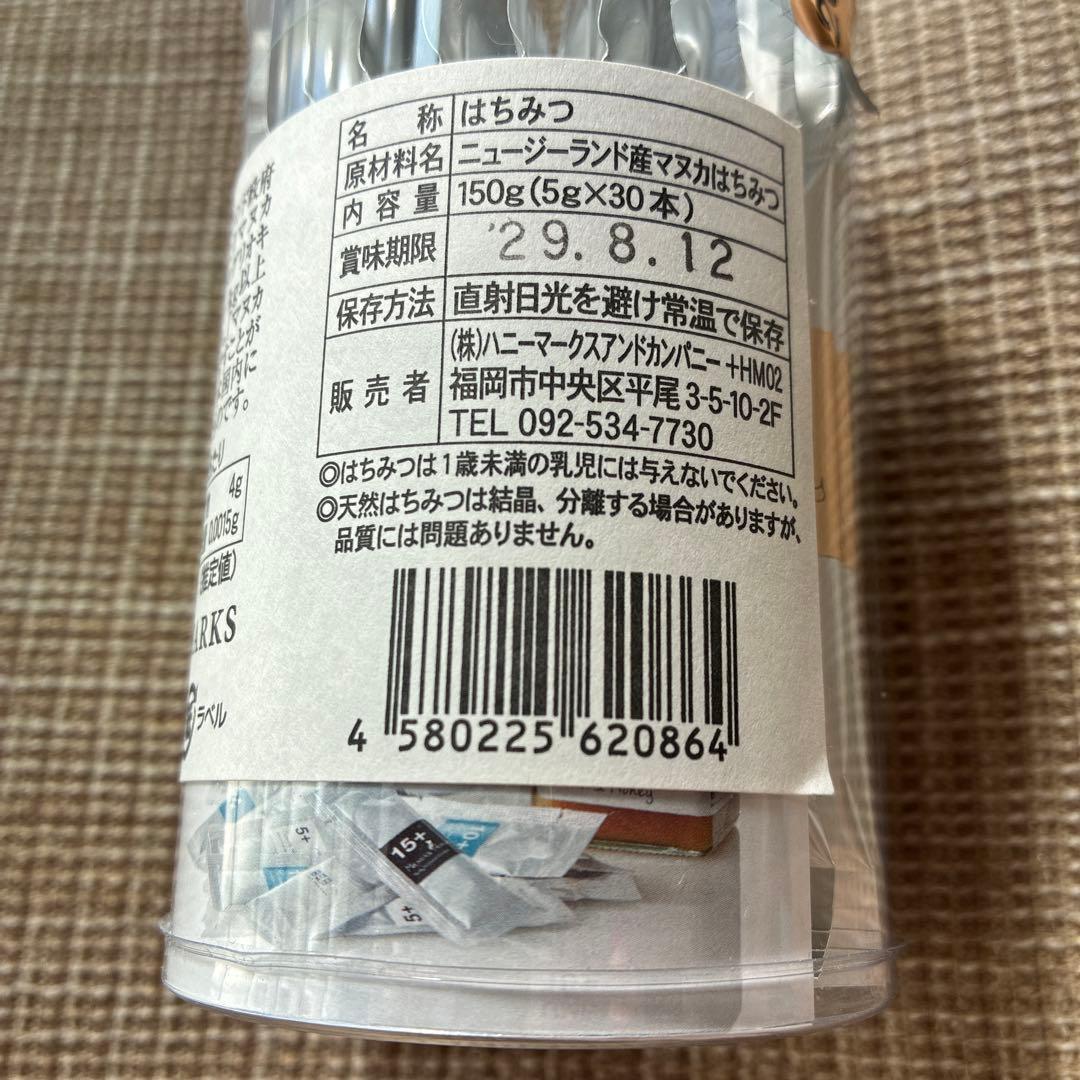 名称 はちみつ
原材料名 ニュージーランド産マヌカはちみつ
内容量 150g(5g×30本)
賞味期限 '29.8.12
保存方法 直射日光を避け常温で保存
販売者 (株)ハニーマークスアンドカンパニー +HM02
福岡市中央区平尾3-5-10-2F
TEL 092-534-7730
◎はちみつは1歳未満の乳児には与えないでください。
◎天然はちみつは結晶、分離する場合がありますが、
品質には問題ありません。
4 580225 620864
4g
0.0015g
推定値)
ARKS
ラベル
15+
10+
5+
5+
Honey